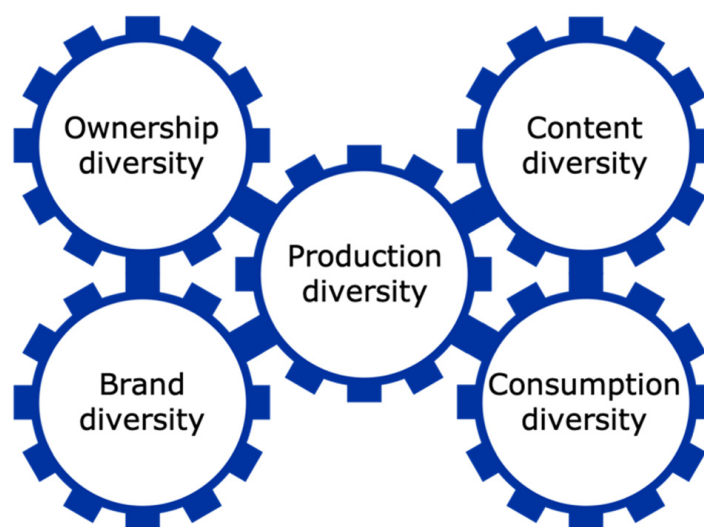 Ownership
diversity
Content
diversity
Production
diversity
Brand
diversity
Consumption
diversity